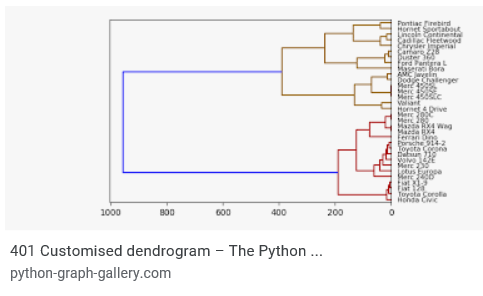 Pontiac Firebird
Hornet Sportabout
Lincoln Continental
Cadillac Fleetwood
Chrysler Imperial
Camaro Z28
Duster 360
Ford Pantera L
Maserati Bora
AMC Javelin
Dodge Challenger
Merc 450SL
Merc 450SE
Merc 450SLC
Valiant
Hornet 4 Drive
Merc 280C
Merc 280
Mazda RX4 Wag
Mazda RX4
Ferrari Dino
Porsche 914-2
Toyota Corona
Datsun 710
Volvo 142E
Merc 230
Lotus Europa
Merc 240D
Fiat X1-9
Fiat 128
Toyota Corolla
Honda Civic
1000 800 600 400 200 0
401 Customised dendrogram – The Python ...
python-graph-gallery.com